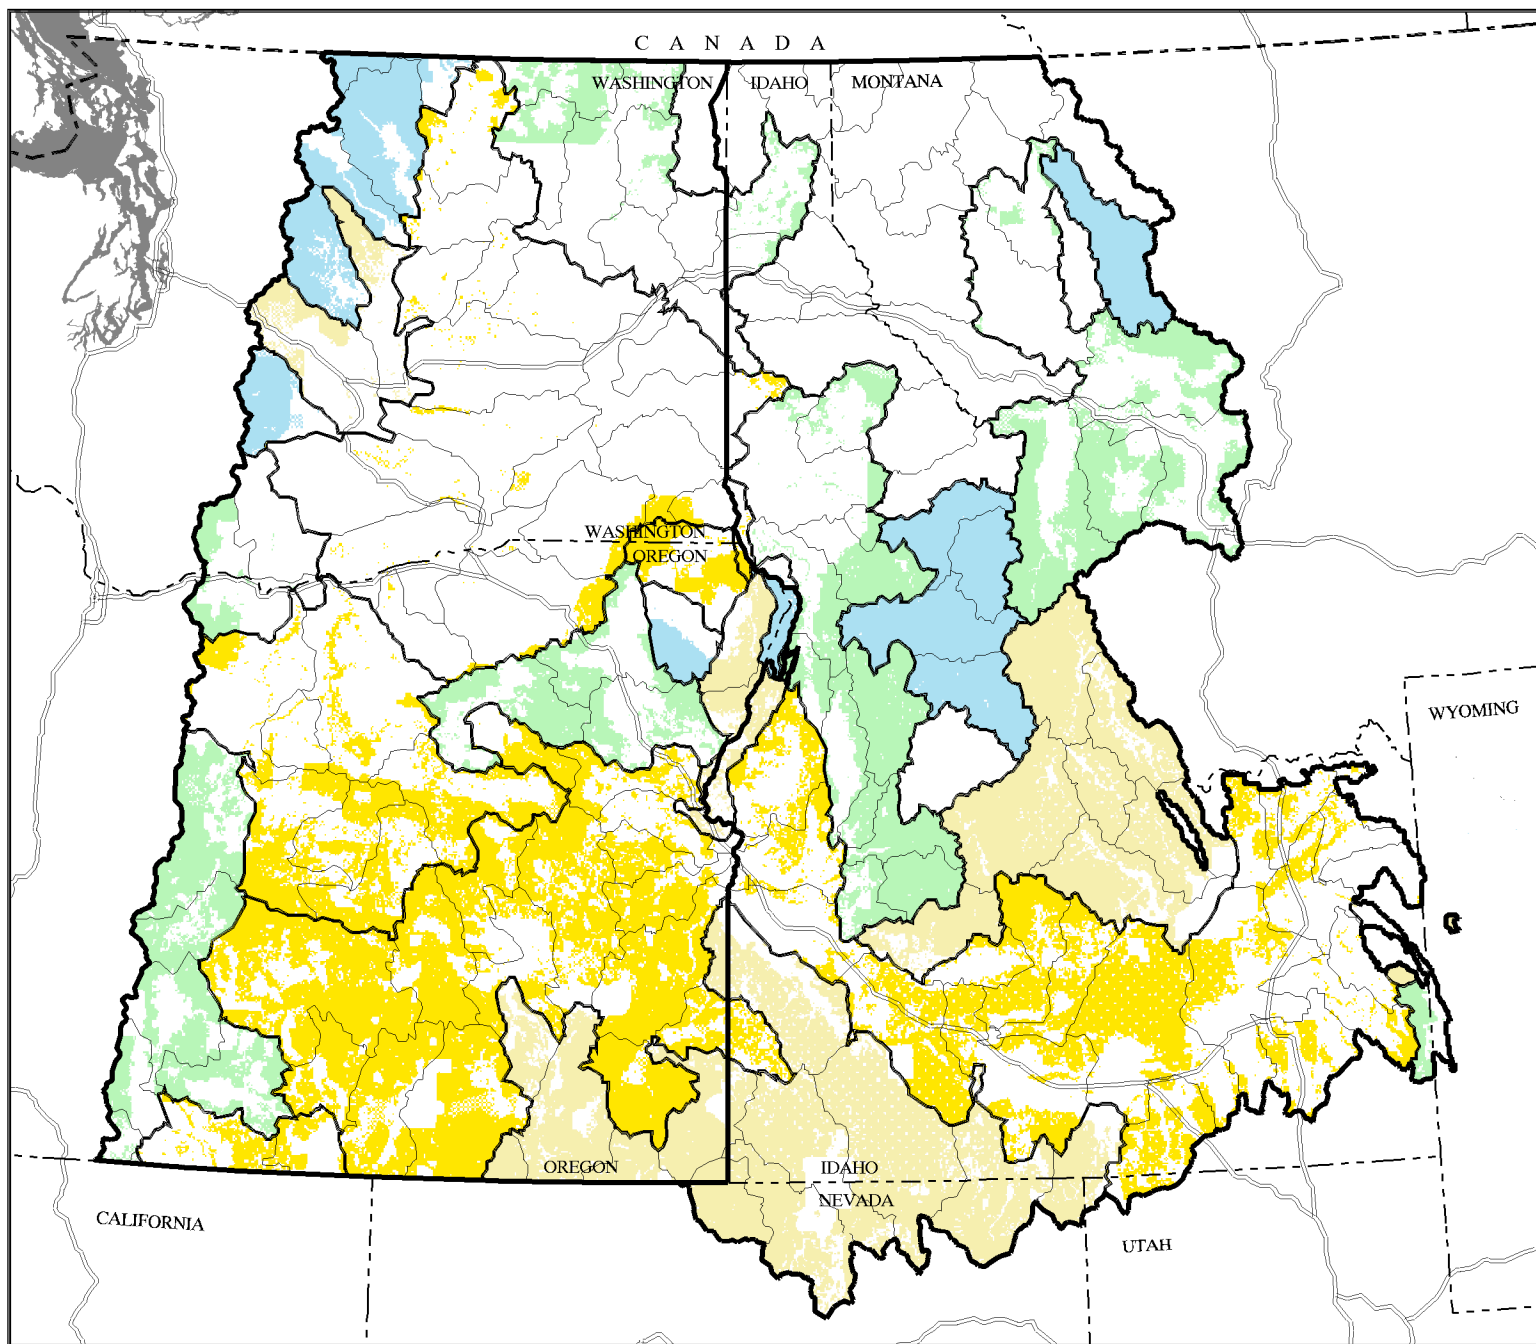 C A N A D A
WASHINGTON
IDAHO
MONTANA
WASHINGTON
OREGON
WYOMING
OREGON
IDAHO
NEVADA
CALIFORNIA
UTAH